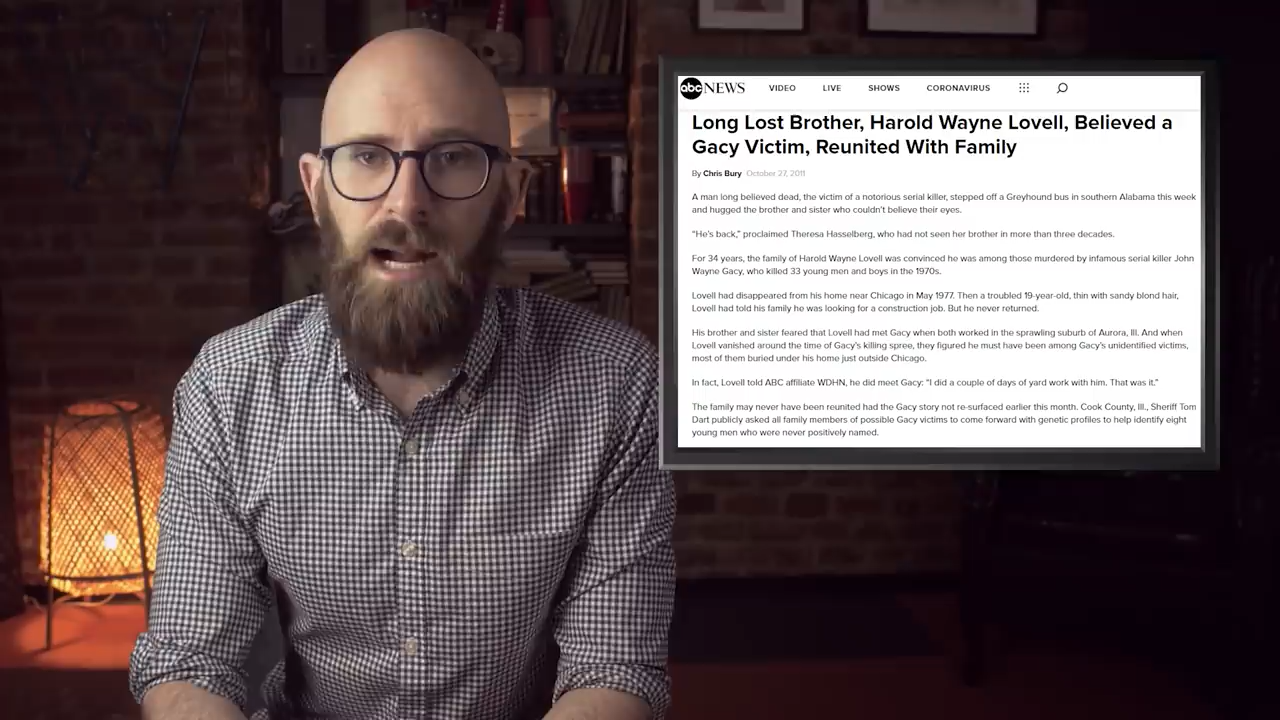 abc NEWS VIDEO LIVE SHOWS CORONAVIRUS
Long Lost Brother, Harold Wayne Lovell, Believed a
Gacy Victim, Reunited With Family
By Chris Bury October 27, 2011
A man long believed dead, the victim of a notorious serial killer, stepped off a Greyhound bus in southern Alabama this week
and hugged the brother and sister who couldn't believe their eyes.
"He's back," proclaimed Theresa Hasselberg, who had not seen her brother in more than three decades.
For 34 years, the family of Harold Wayne Lovell was convinced he was among those murdered by infamous serial killer John
Wayne Gacy, who killed 33 young men and boys in the 1970s.
Lovell had disappeared from his home near Chicago in May 1977. Then a troubled 19-year-old, thin with sandy blond hair,
Lovell had told his family he was looking for a construction job. But he never returned.
His brother and sister feared that Lovell had met Gacy when both worked in the sprawling suburb of Aurora, Ill. And when
Lovell vanished around the time of Gacy's killing spree, they figured he must have been among Gacy's unidentified victims,
most of them buried under his home just outside Chicago.
In fact, Lovell told ABC affiliate WDHN, he did meet Gacy: "I did a couple of days of yard work with him. That was it."
The family may never have been reunited had the Gacy story not re-surfaced earlier this month. Cook County, Ill., Sheriff Tom
Dart publicly asked all family members of possible Gacy victims to come forward with genetic profiles to help identify eight
young men who were never positively named.